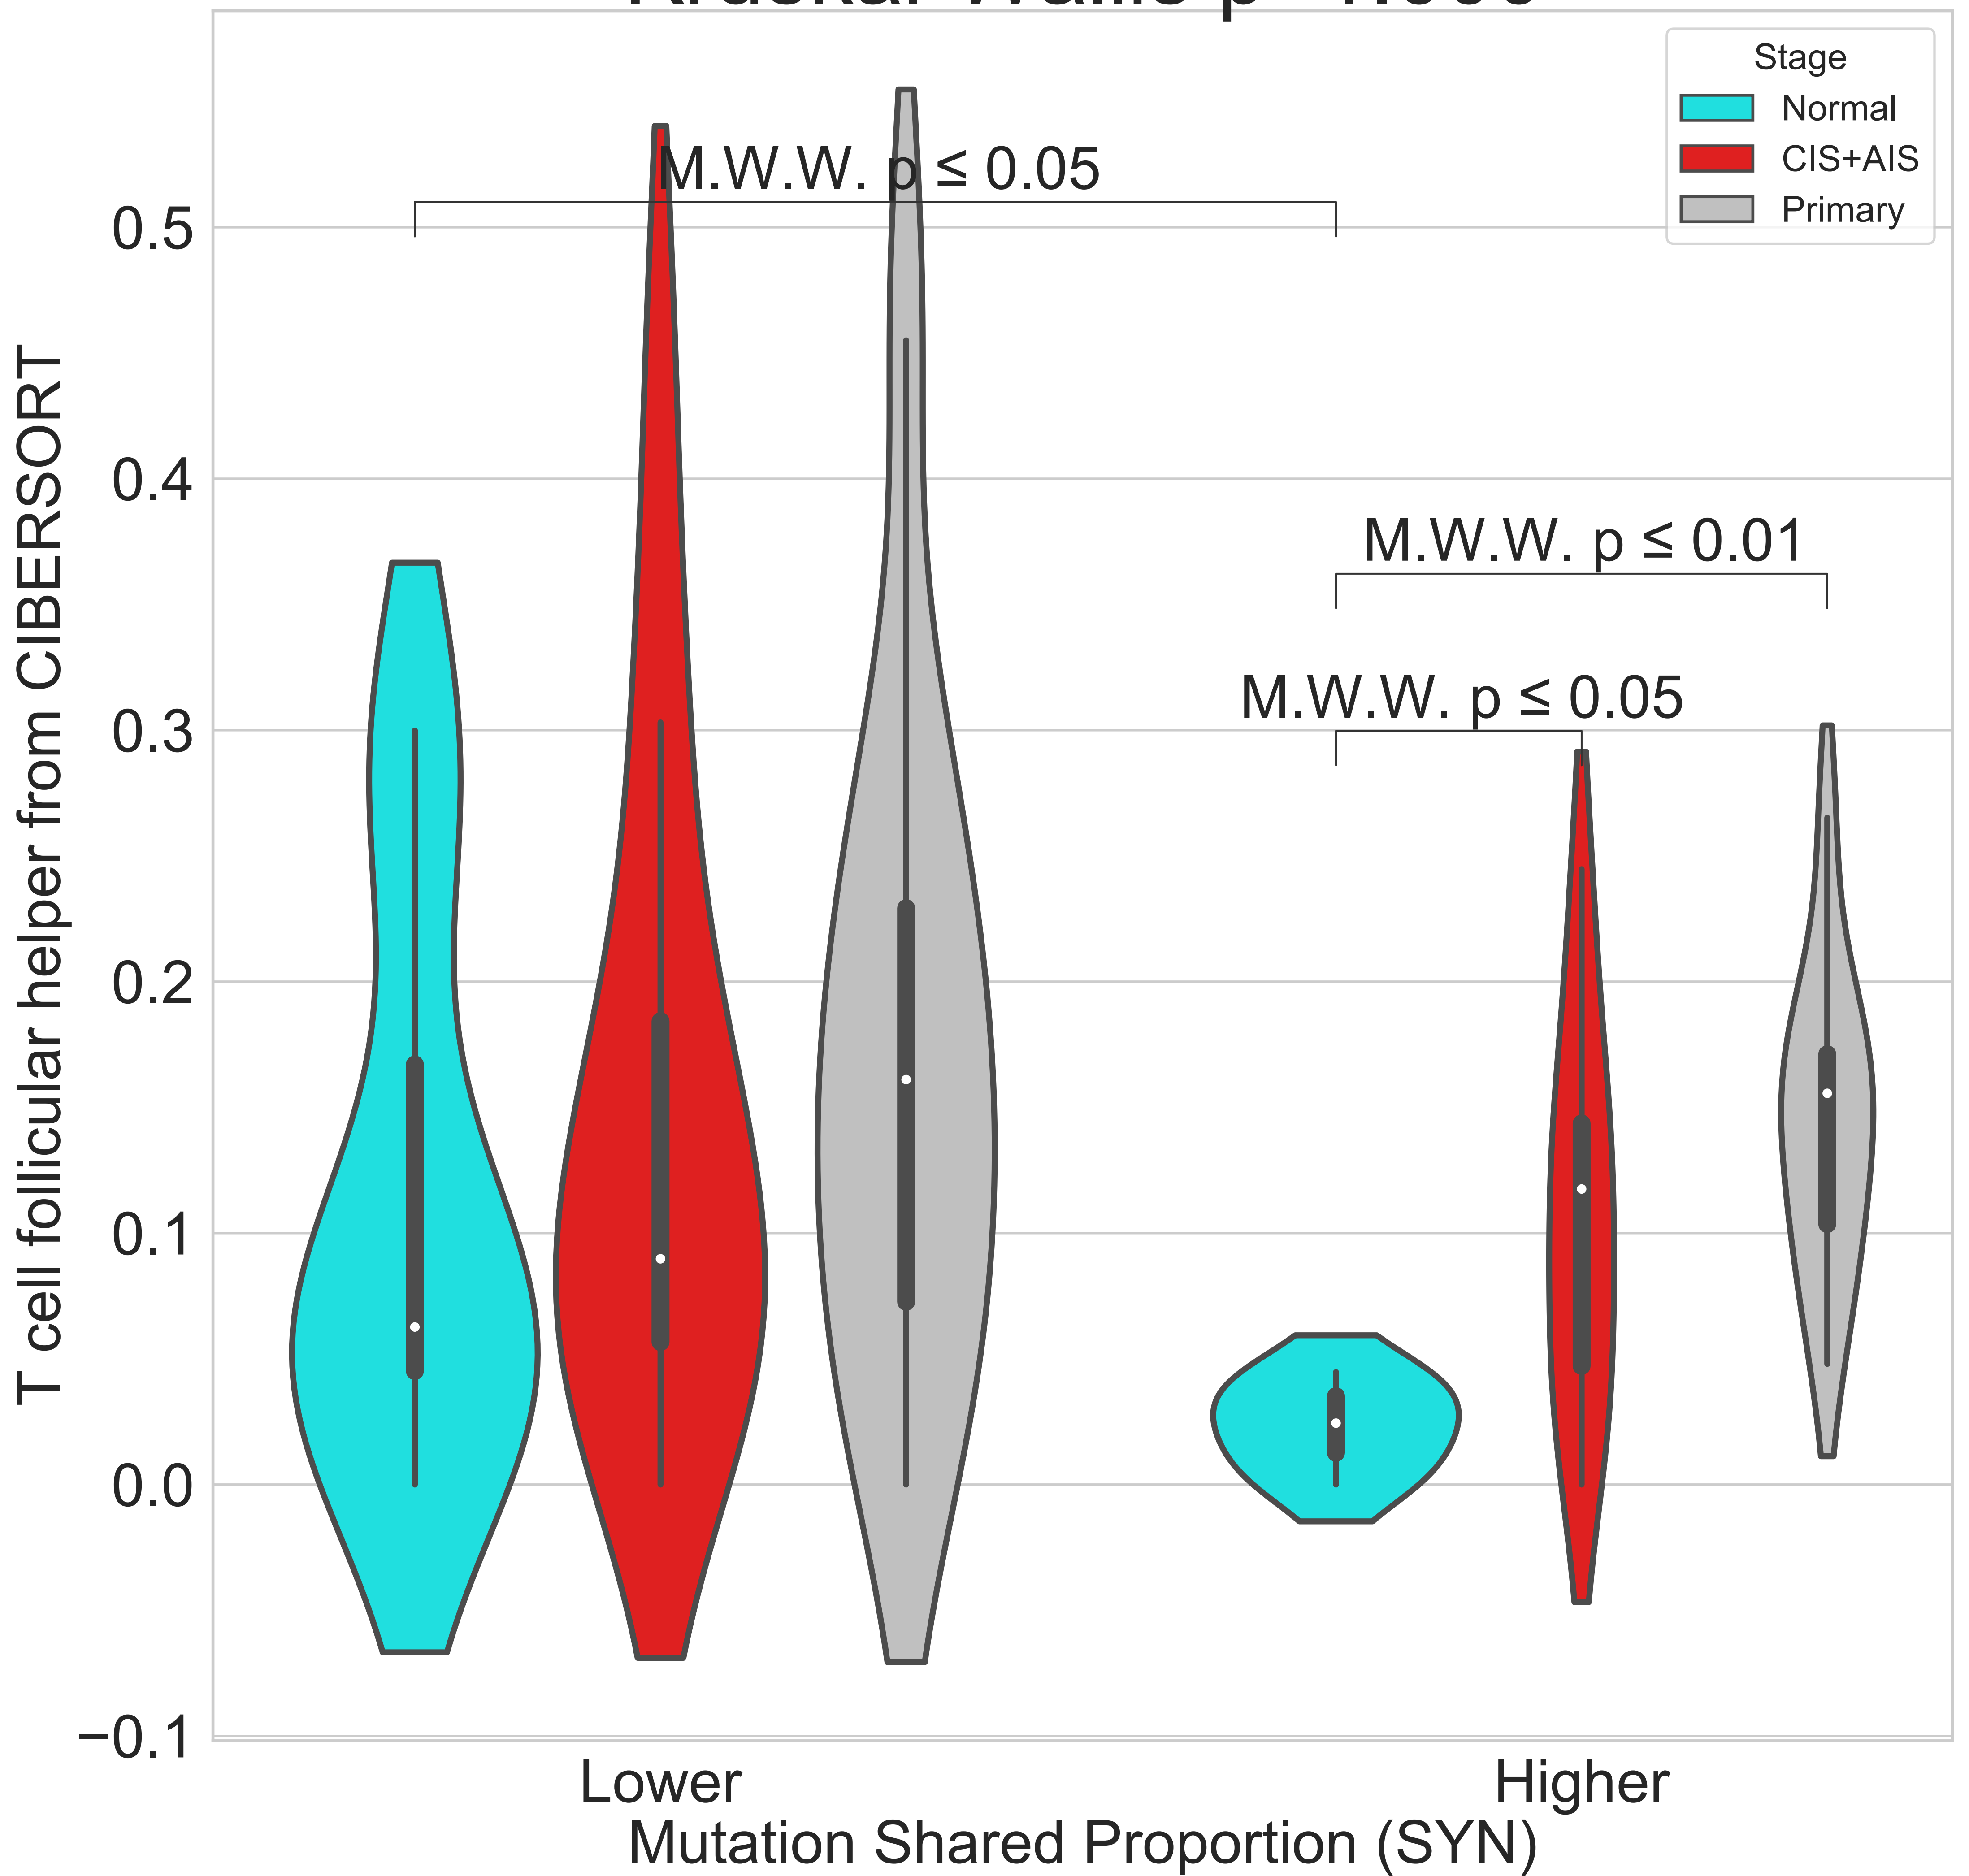 Stage
Normal
CIS+AIS
Primary
M.W.W. p ≤ 0.05
M.W.W. p ≤ 0.01
M.W.W. p ≤ 0.05
T cell follicular helper from CIBERSORT
0.5
0.4
0.3
0.2
0.1
0.0
−0.1
Lower
Higher
Mutation Shared Proportion (SYN)